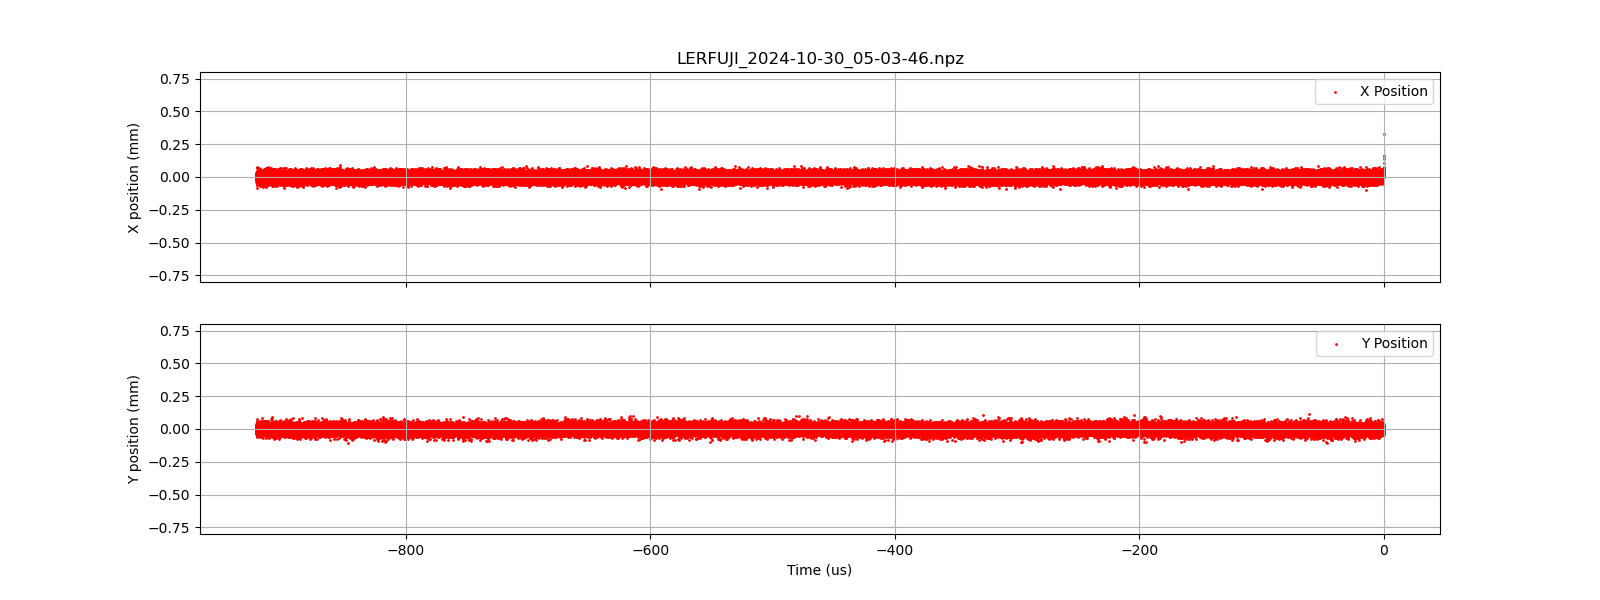 LERFUJI_2024-10-30_05-03-46.npz
0.75
0.50
0.25
0.00
−0.25
−0.50
−0.75
X position (mm)
X Position
0.75
0.50
0.25
0.00
−0.25
−0.50
−0.75
Y position (mm)
Y Position
−800 −600 −400 −200 0
Time (us)